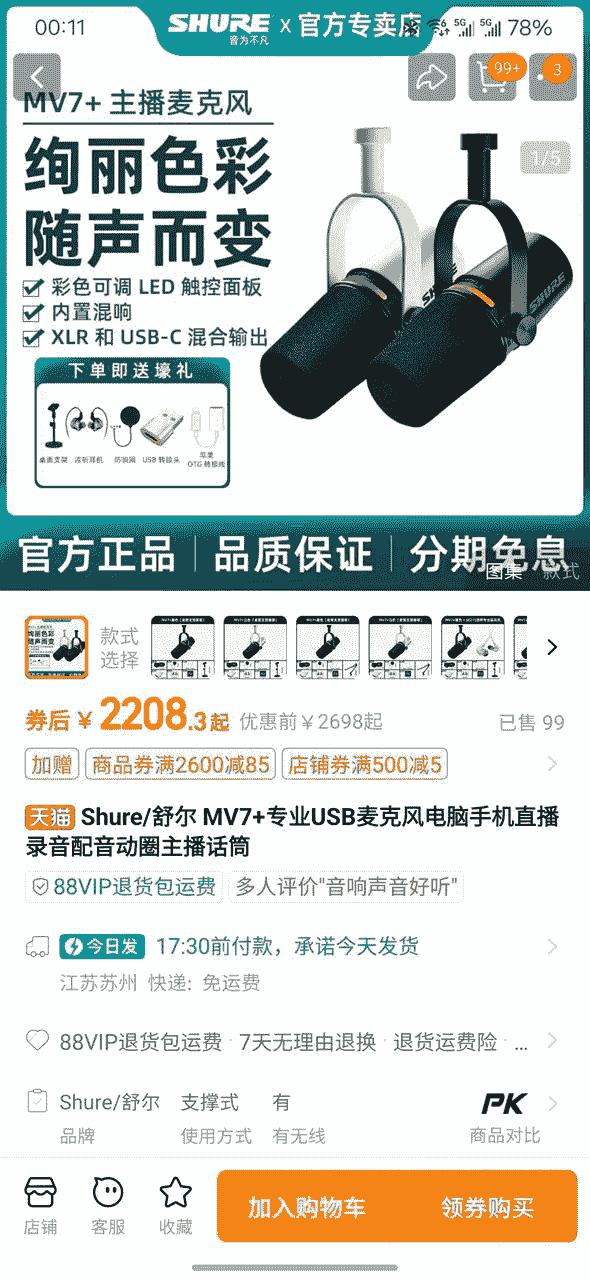 00:11
SHURE X 官方专卖店
音为不凡
5G
5G
78%
99+
3
MV7+ 主播麦克风
1/5
绚丽色彩
随声而变
彩色可调 LED 触控面板
内置混响
XLR 和 USB-C 混合输出
下单即送壕礼
桌面支架 监听耳机 防喷网 USB 转接头
苹果
OTG 转接线
SHURE
官方正品 品质保证 分期免息
图集 款式
款式
选择
券后 ¥ 2208.3起 优惠前￥2698起 已售 99
加赠 商品券满2600减85 店铺券满500减5
天猫 Shure/舒尔 MV7+专业USB麦克风电脑手机直播
录音配音动圈主播话筒
88VIP退货包运费 多人评价"音响声音好听"
今日发 17:30前付款，承诺今天发货
江苏苏州 快递: 免运费
88VIP退货包运费 · 7天无理由退换 · 退货运费险 · ...
Shure/舒尔 支撑式 有 PK
品牌 使用方式 有无线 商品对比
店铺 客服 收藏 加入购物车 领券购买